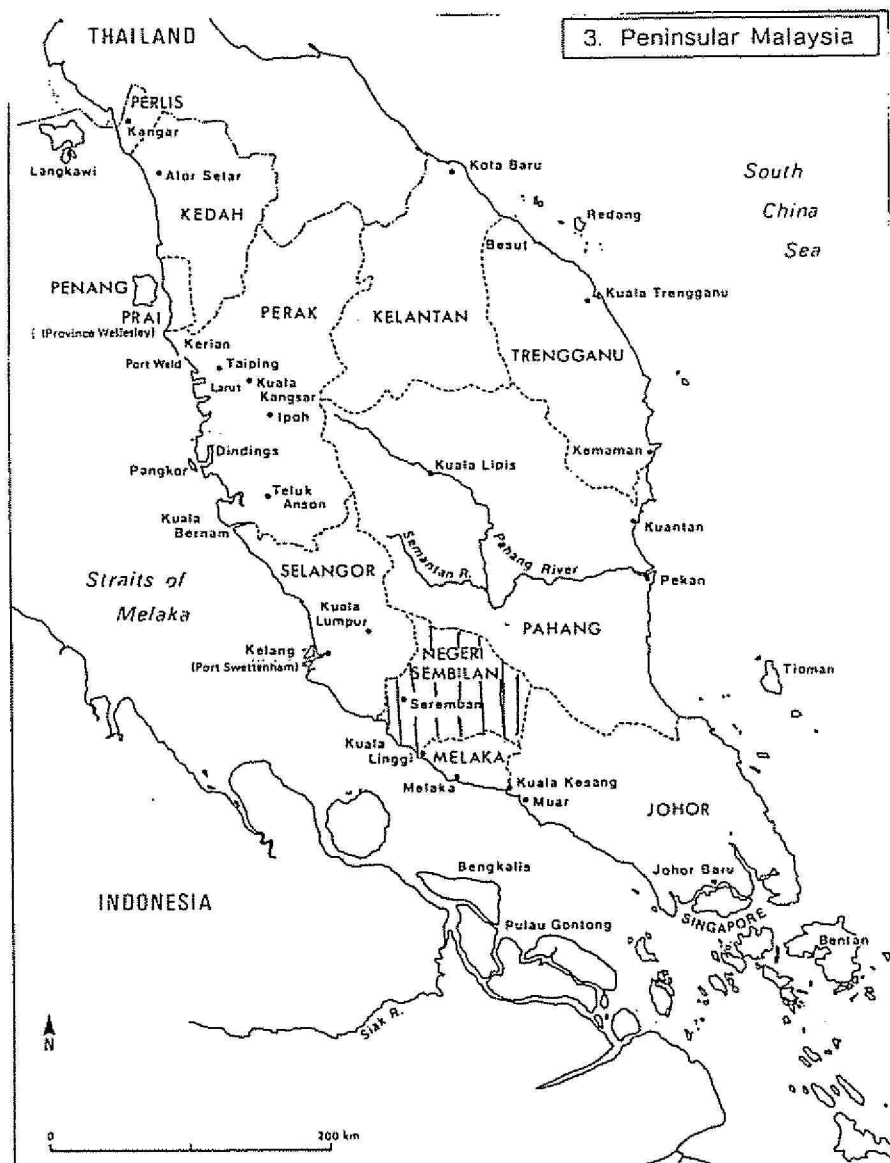 3. Peninsular Malaysia
THAILAND
PERLIS
Kangar
Langkawi
Alor Setar
KEDAH
Kota Baru
South
China
Sea
Redang
Besut
PENANG
PRAI
(Province Wellesley)
PERAK
KELANTAN
Kuala Trengganu
TRENGGANU
Kerian
Port Weld
Taiping
Larut
Kuala
Kangsar
Ipoh
Dindings
Pangkor
Kuala Lipis
Kemaman
Teluk
Anson
Kuala
Bernam
Kuantan
Semantan R.
Pahang River
Pekan
SELANGOR
Straits of
Melaka
Kuala
Lumpur
PAHANG
Kelang
(Port Swettenham)
NEGERI
SEMBILAN
Tioman
Seremban
Kuala
Linggi
MELAKA
Melaka
Kuala Kesang
Muar
JOHOR
Bengkalis
Johor Baru
INDONESIA
SINGAPORE
Pulau Gontong
Bentan
Siak R.
N
0
200 km